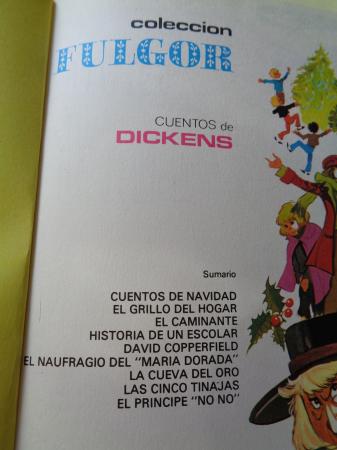 coleccion
FULGOR
CUENTOS de
DICKENS
Sumario
CUENTOS DE NAVIDAD
EL GRILLO DEL HOGAR
EL CAMINANTE
HISTORIA DE UN ESCOLAR
DAVID COPPERFIELD
EL NAUFRAGIO DEL "MARIA DORADA"
LA CUEVA DEL ORO
LAS CINCO TINAJAS
EL PRINCIPE "NO NO"